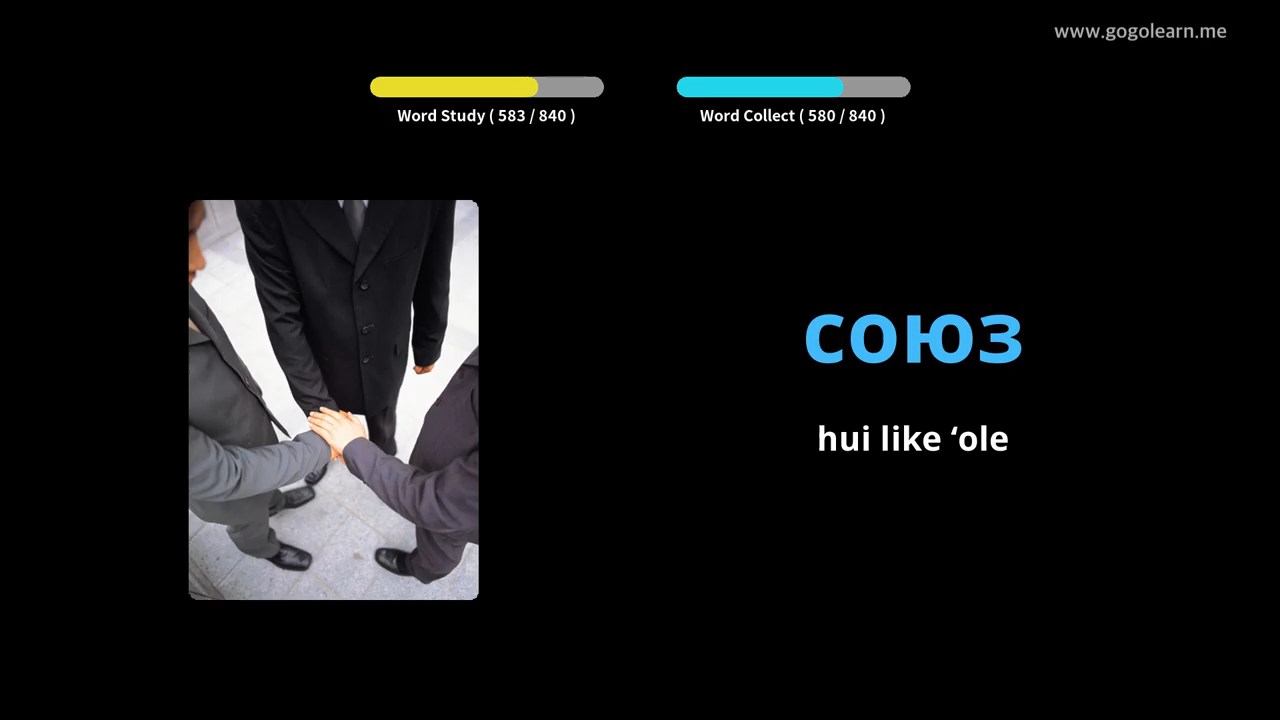 www.gogolearn.me
Word Study ( 583 / 840 )
Word Collect ( 580 / 840 )
союз
hui like ‘ole